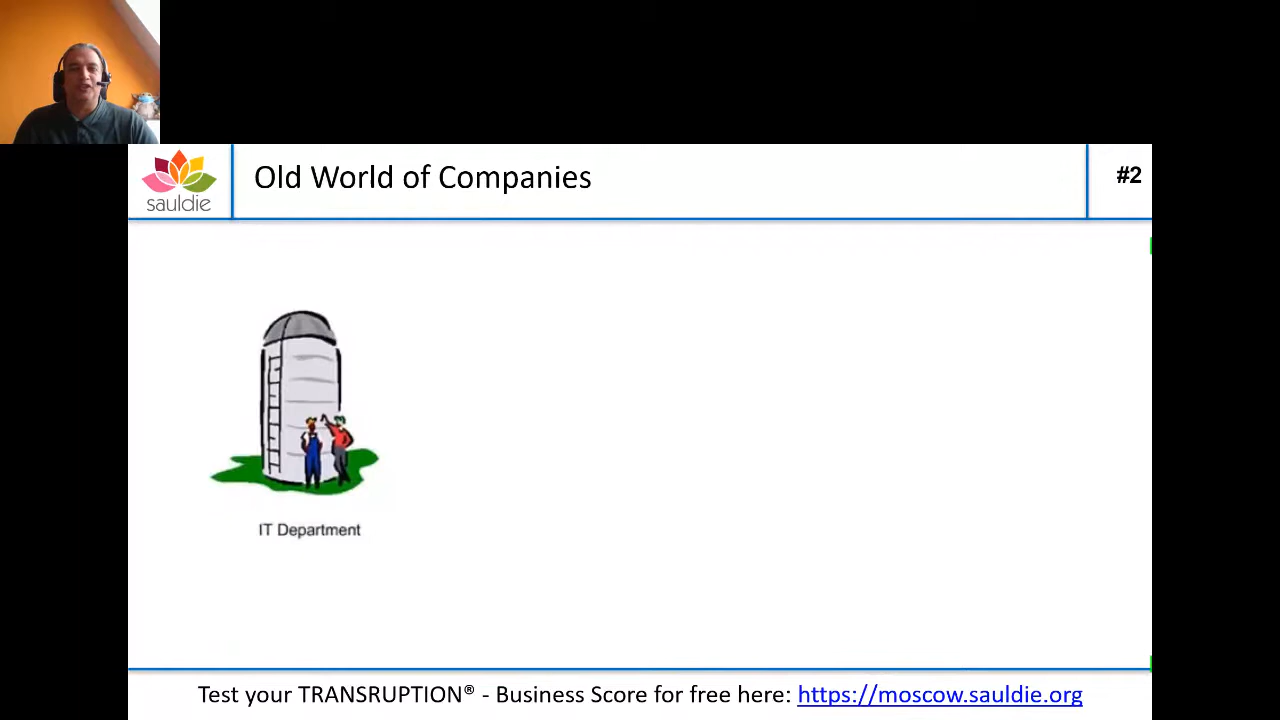 sauldie
Old World of Companies
#2
IT Department
Test your TRANSRUPTION® - Business Score for free here: https://moscow.sauldie.org